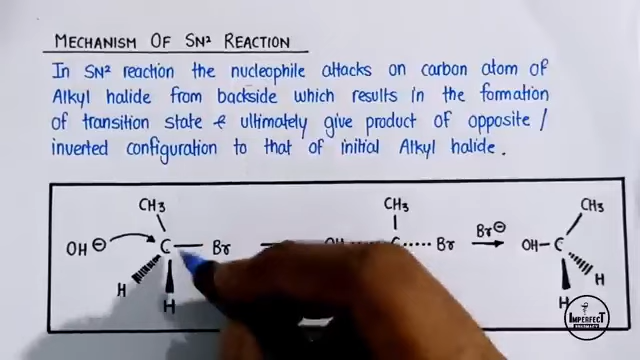 MECHANISM OF SN² REACTION
In SN² reaction the nucleophile attacks on carbon atom of
Alkyl halide from backside which results in the formation
of transition state & ultimately give product of opposite /
inverted configuration to that of initial Alkyl halide.
CH₃ CH₃ CH₃
OH⊖ C Br OH C Br Br⊖ OH C
H H H
H H
IMPERFECT
PHARMACY